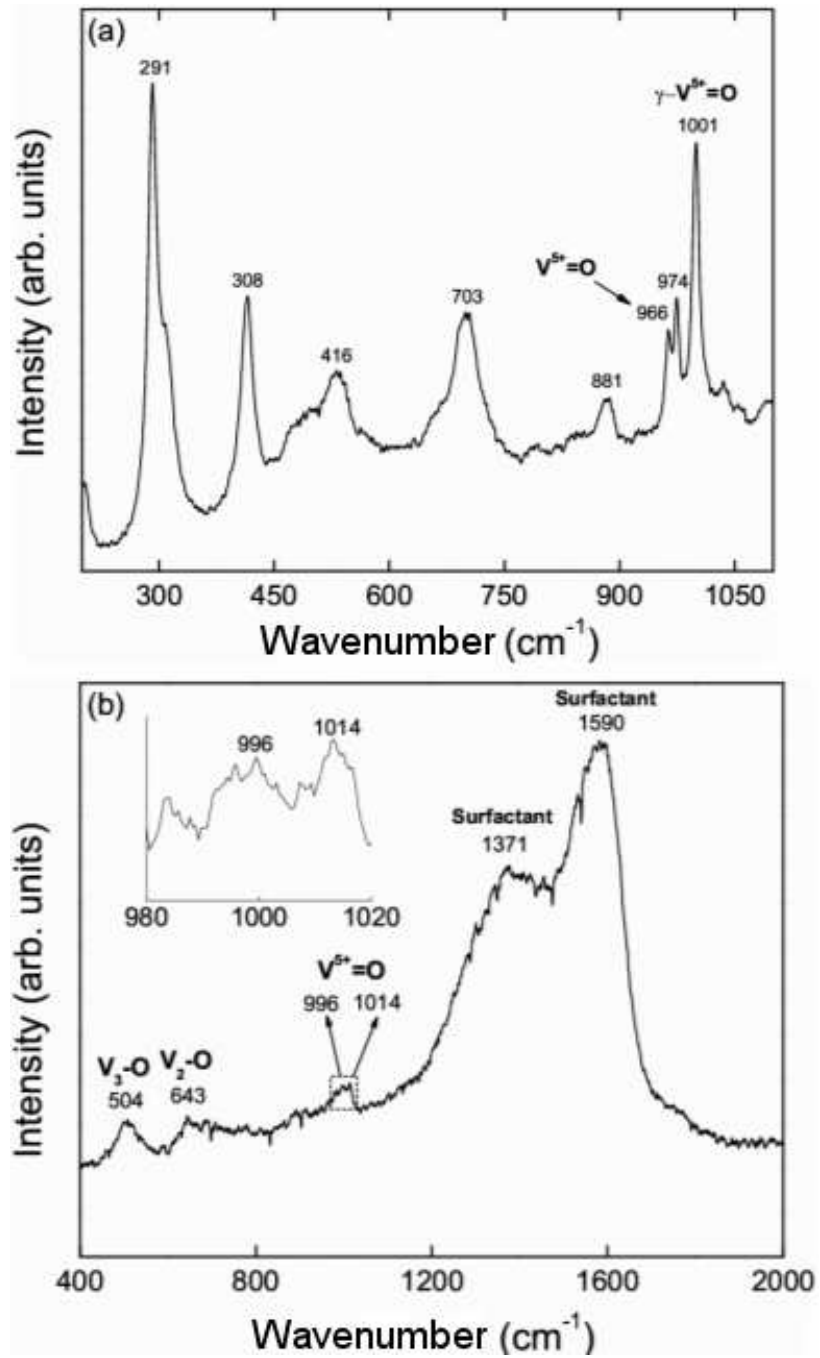 (a)
291
γ–V⁵⁺=O
1001
308
V⁵⁺=O
974
966
703
416
881
Intensity (arb. units)
300 450 600 750 900 1050
Wavenumber (cm⁻¹)
(b)
Surfactant
1590
996
1014
Surfactant
1371
980 1000 1020
V⁵⁺=O
996 1014
V₃-O
504
V₂-O
643
Intensity (arb. units)
400 800 1200 1600 2000
Wavenumber (cm⁻¹)